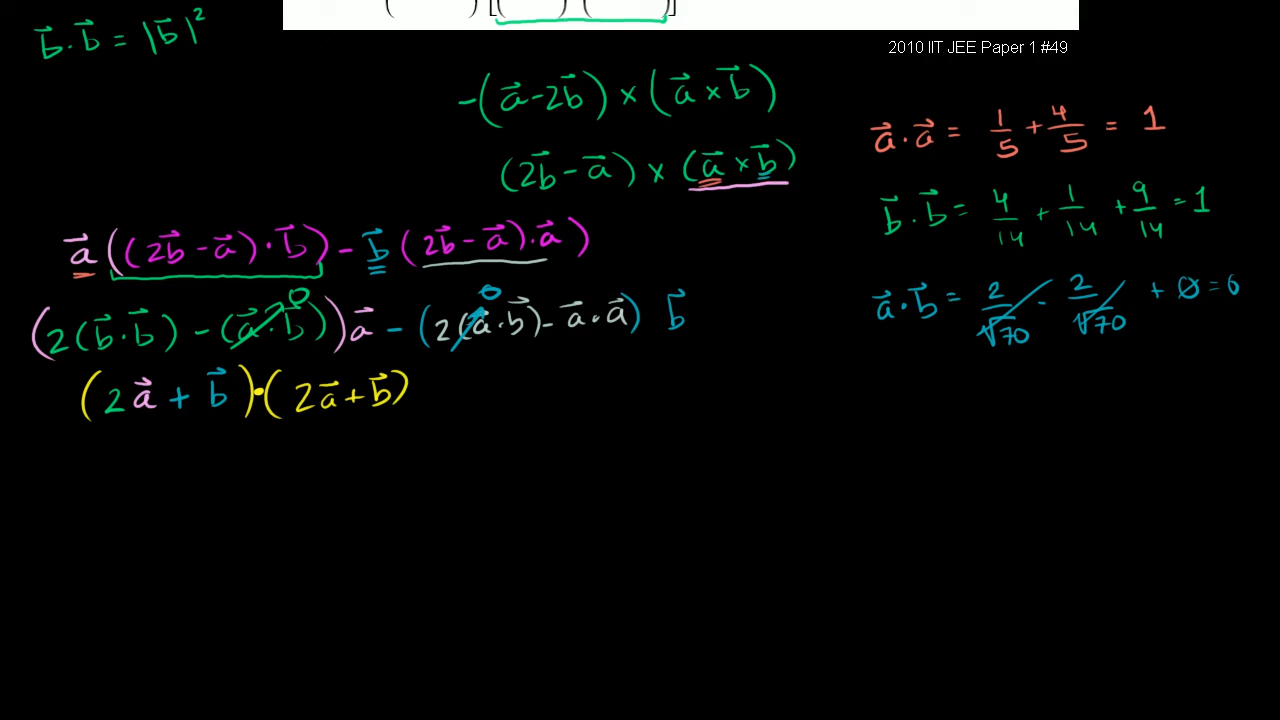 ( ) [( ) ( )]
b⃗ · b⃗ = |b⃗|²
2010 IIT JEE Paper 1 #49
-(a⃗ - 2b⃗) × (a⃗ × b⃗)
(2b⃗ - a⃗) × (a⃗ × b⃗)
a⃗((2b⃗ - a⃗) · b⃗) - b⃗(2b⃗ - a⃗) · a⃗)
(2(b⃗ · b⃗) - (a⃗ · b⃗))a⃗ - (2(a⃗ · b⃗) - a⃗ · a⃗) b⃗
0 0
(2a⃗ + b⃗) · (2a⃗ + b⃗)
a⃗ · a⃗ = 1/5 + 4/5 = 1
b⃗ · b⃗ = 4/14 + 1/14 + 9/14 = 1
a⃗ · b⃗ = 2/√70 - 2/√70 + 0 = 0